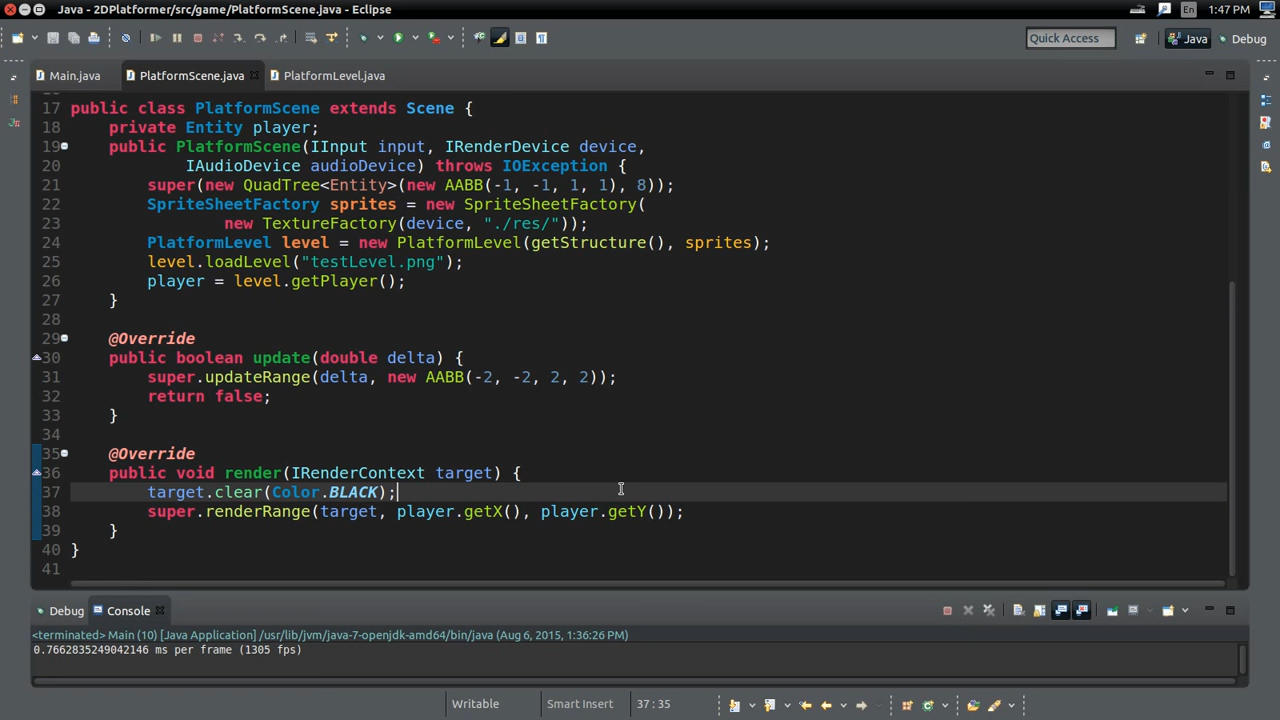 Java - 2DPlatformer/src/game/PlatformScene.java - Eclipse
En
1:47 PM
Quick Access
Java
Debug
Main.java
PlatformScene.java
PlatformLevel.java
17 public class PlatformScene extends Scene {
18 private Entity player;
19 public PlatformScene(IInput input, IRenderDevice device,
20 IAudioDevice audioDevice) throws IOException {
21 super(new QuadTree<Entity>(new AABB(-1, -1, 1, 1), 8));
22 SpriteSheetFactory sprites = new SpriteSheetFactory(
23 new TextureFactory(device, "./res/"));
24 PlatformLevel level = new PlatformLevel(getStructure(), sprites);
25 level.loadLevel("testLevel.png");
26 player = level.getPlayer();
27 }
28
29 @Override
30 public boolean update(double delta) {
31 super.updateRange(delta, new AABB(-2, -2, 2, 2));
32 return false;
33 }
34
35 @Override
36 public void render(IRenderContext target) {
37 target.clear(Color.BLACK);
38 super.renderRange(target, player.getX(), player.getY());
39 }
40 }
41
Debug
Console
<terminated> Main (10) [Java Application] /usr/lib/jvm/java-7-openjdk-amd64/bin/java (Aug 6, 2015, 1:36:26 PM)
0.7662835249042146 ms per frame (1305 fps)
Writable
Smart Insert
37 : 35